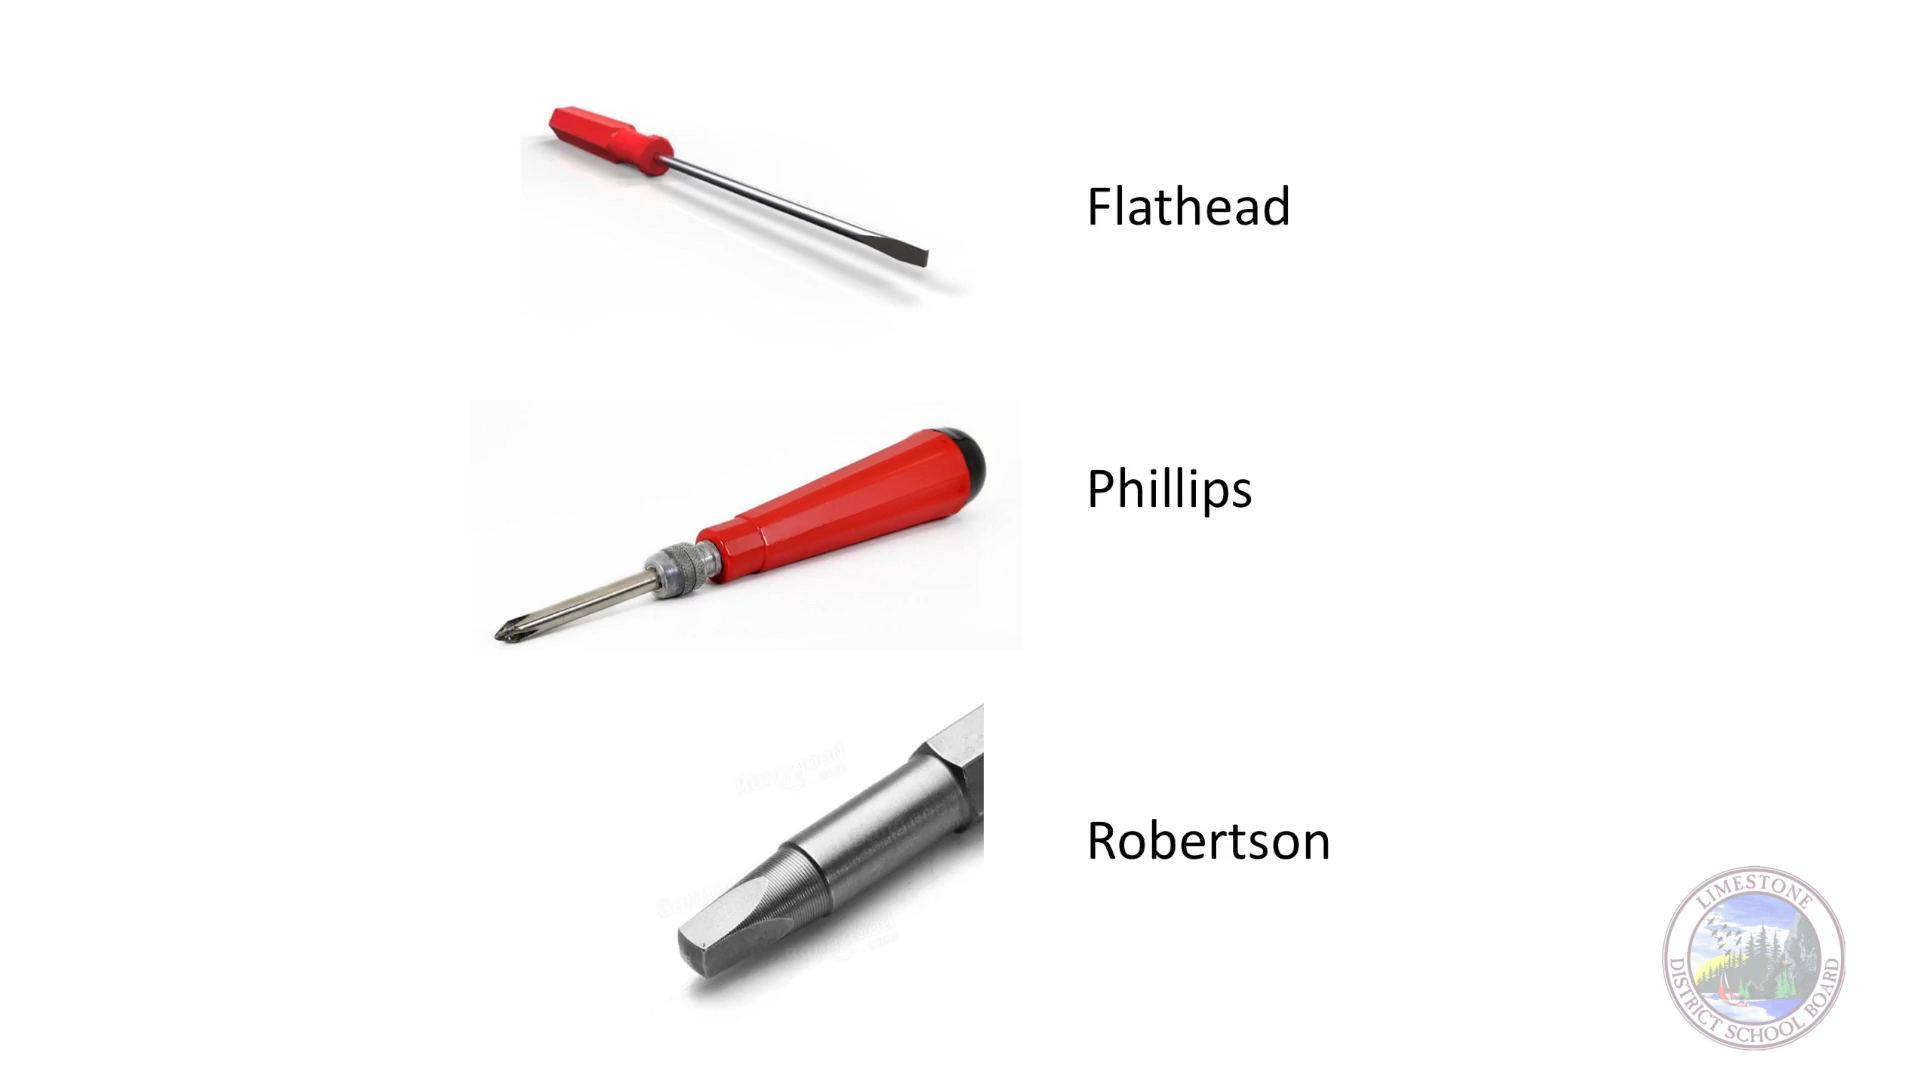 Flathead
Phillips
Robertson
LIMESTONE
DISTRICT SCHOOL BOARD